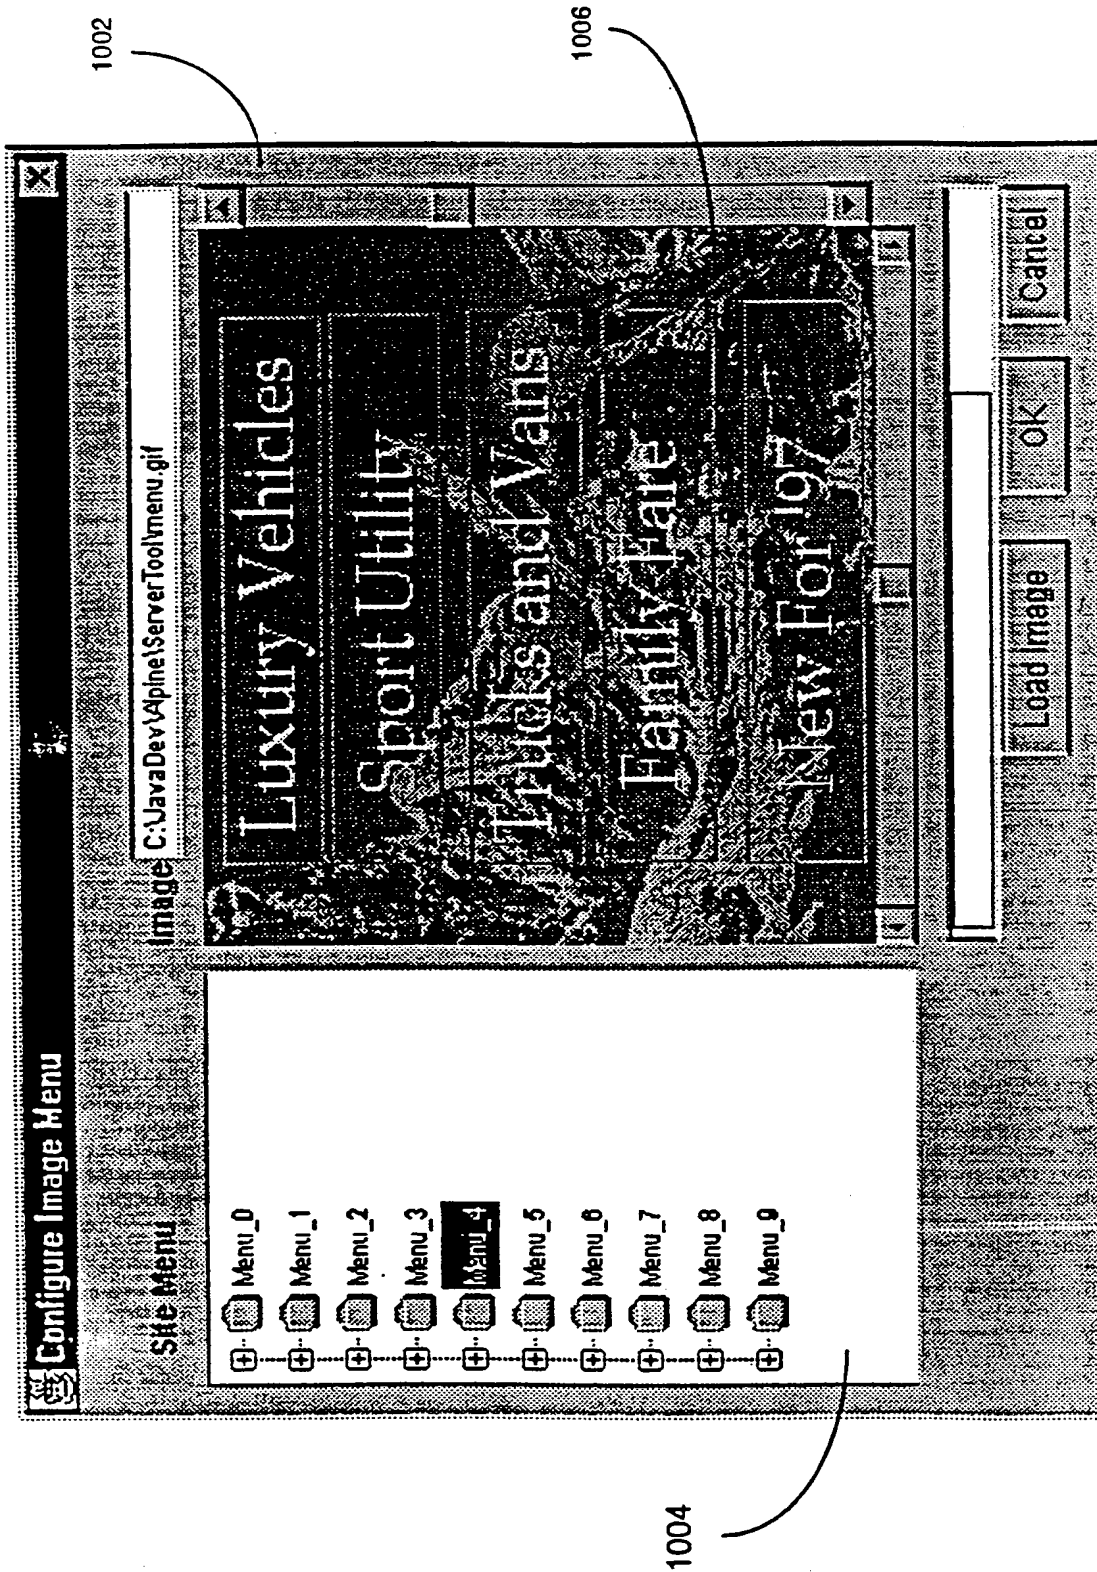 1002
Configure Image Menu
Site Menu
Image
C:\JavaDev\Alpine\ServerTool\vmenu.gif
Menu_0
Menu_1
Menu_2
Menu_3
Menu_4
Menu_5
Menu_6
Menu_7
Menu_8
Menu_9
Luxury Vehicles
Sport Utility
Trucks and Vans
Family Fare
New For '97
Load Image
OK
Cancel
1004
1006